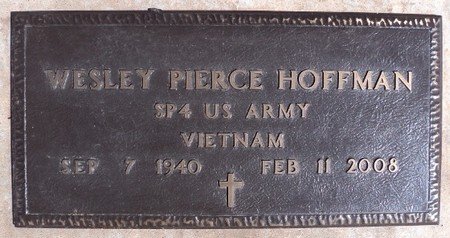 WESLEY PIERCE HOFFMAN
SP4 US ARMY
VIETNAM
SEP 7 1940 FEB 11 2008